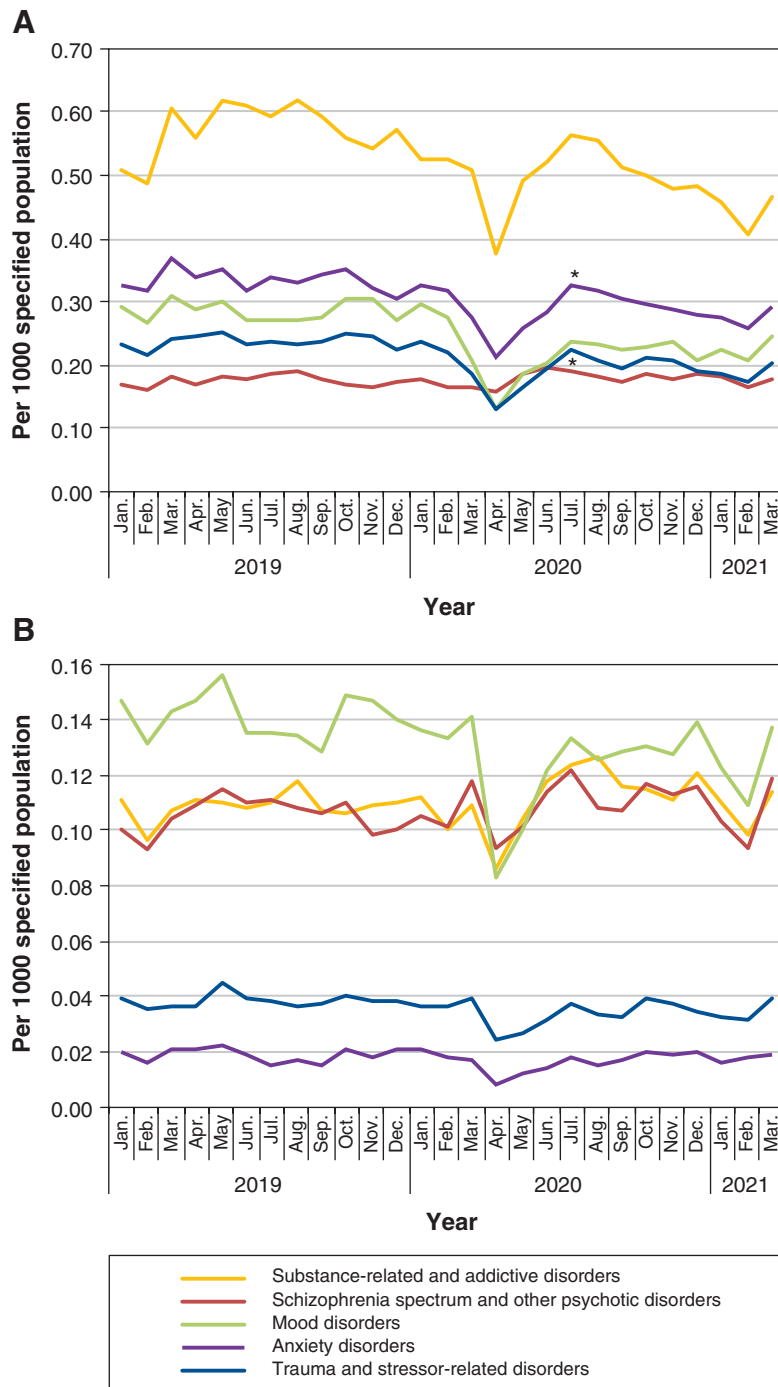 A
Per 1000 specified population
0.70
0.60
0.50
0.40
0.30
0.20
0.10
0.00
*
*
Jan. Feb. Mar. Apr. May Jun. Jul. Aug. Sep. Oct. Nov. Dec. Jan. Feb. Mar. Apr. May Jun. Jul. Aug. Sep. Oct. Nov. Dec. Jan. Feb. Mar.
2019 2020 2021
Year
B
Per 1000 specified population
0.16
0.14
0.12
0.10
0.08
0.06
0.04
0.02
0.00
Jan. Feb. Mar. Apr. May Jun. Jul. Aug. Sep. Oct. Nov. Dec. Jan. Feb. Mar. Apr. May Jun. Jul. Aug. Sep. Oct. Nov. Dec. Jan. Feb. Mar.
2019 2020 2021
Year
Substance-related and addictive disorders
Schizophrenia spectrum and other psychotic disorders
Mood disorders
Anxiety disorders
Trauma and stressor-related disorders